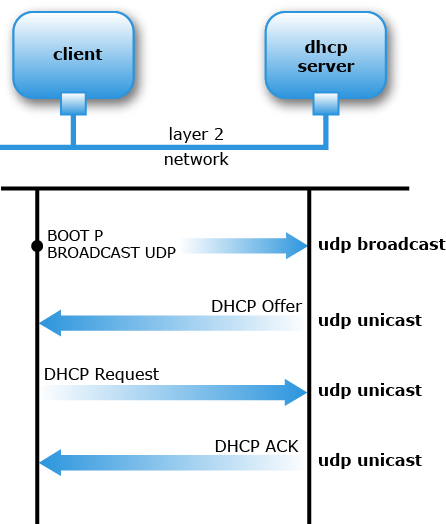 client
dhcp
server
layer 2
network
BOOT P
BROADCAST UDP
udp broadcast
DHCP Offer
udp unicast
DHCP Request
udp unicast
DHCP ACK
udp unicast